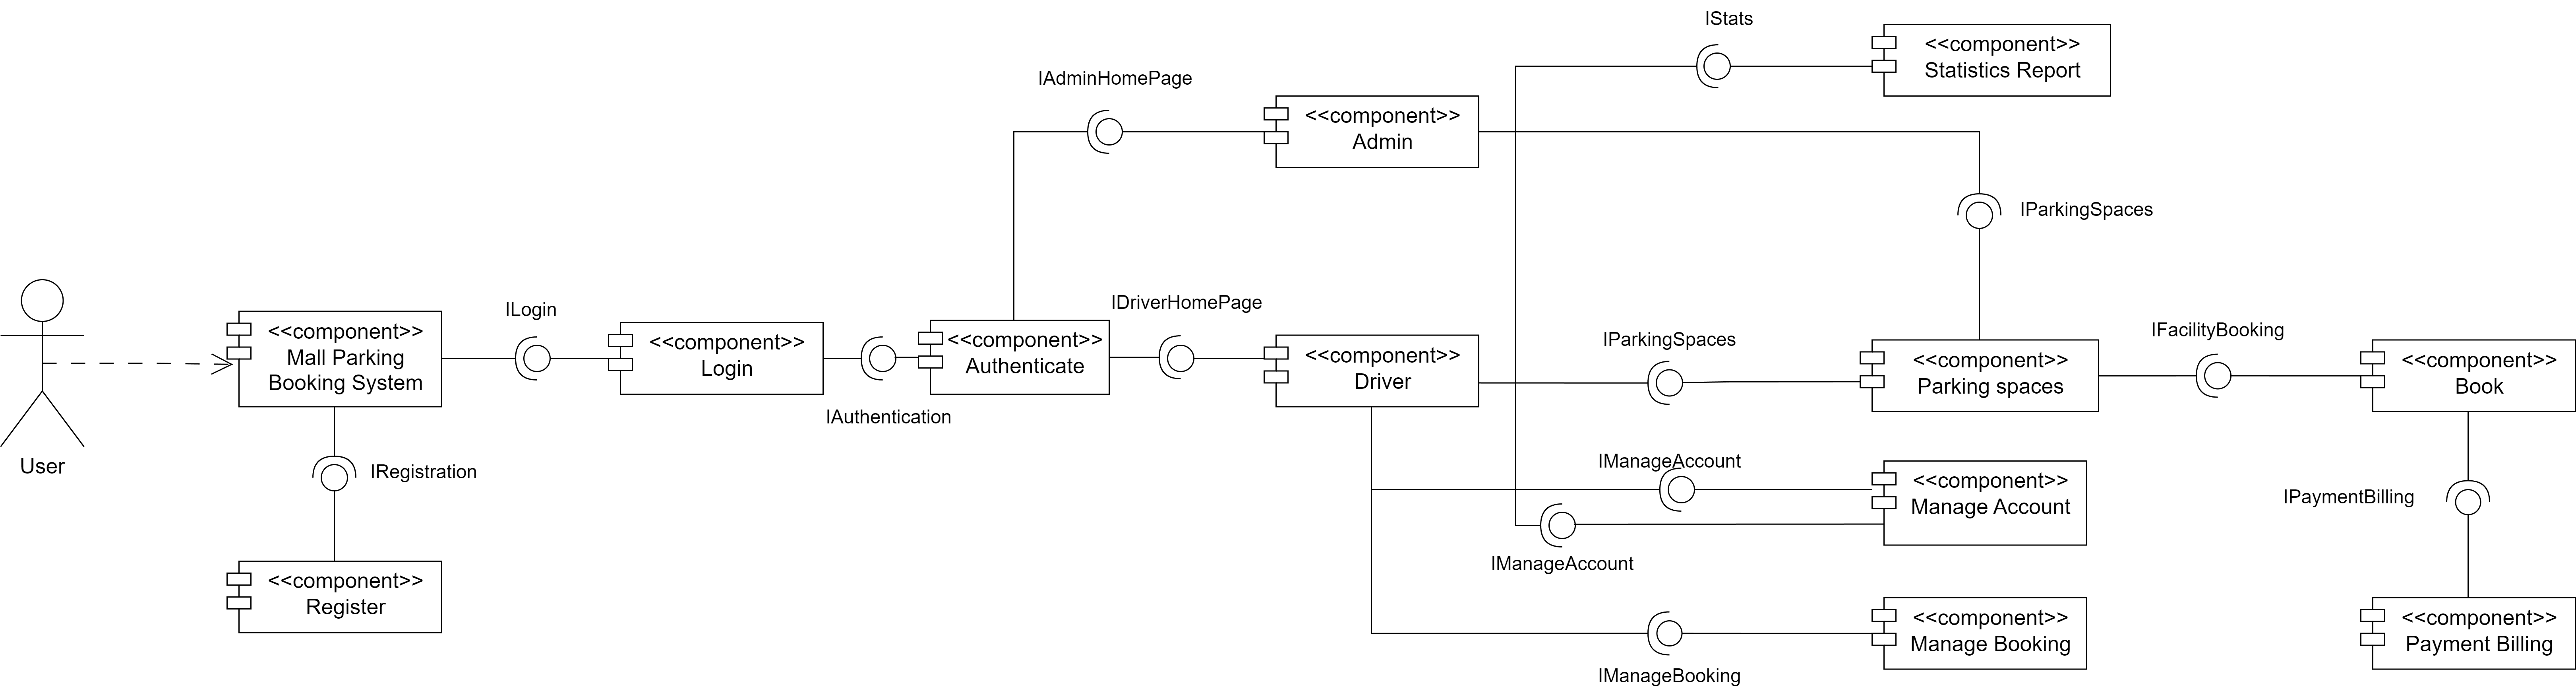 IStats
<<component>>
Statistics Report
IAdminHomePage
<<component>>
Admin
IParkingSpaces
User
<<component>>
Mall Parking
Booking System
ILogin
<<component>>
Login
IAuthentication
<<component>>
Authenticate
IDriverHomePage
<<component>>
Driver
IParkingSpaces
<<component>>
Parking spaces
IFacilityBooking
<<component>>
Book
IRegistration
<<component>>
Register
IManageAccount
<<component>>
Manage Account
IManageAccount
IPaymentBilling
<<component>>
Manage Booking
IManageBooking
<<component>>
Payment Billing